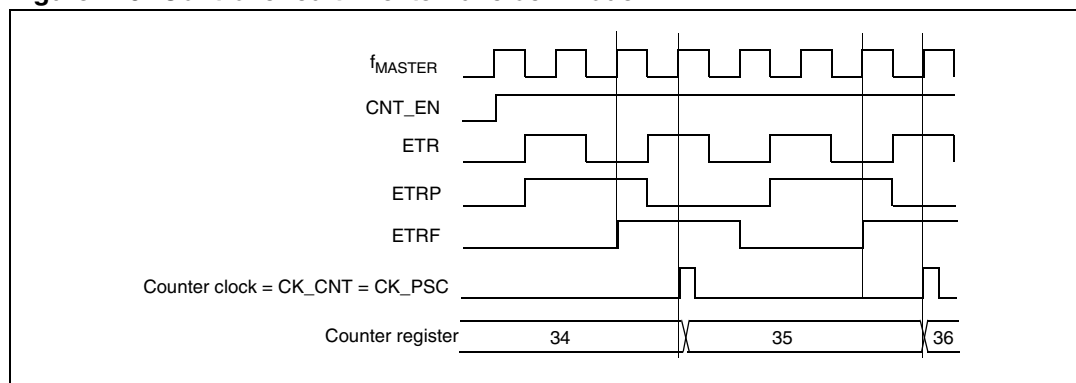 fMASTER
CNT_EN
ETR
ETRP
ETRF
Counter clock = CK_CNT = CK_PSC
Counter register 34 35 36